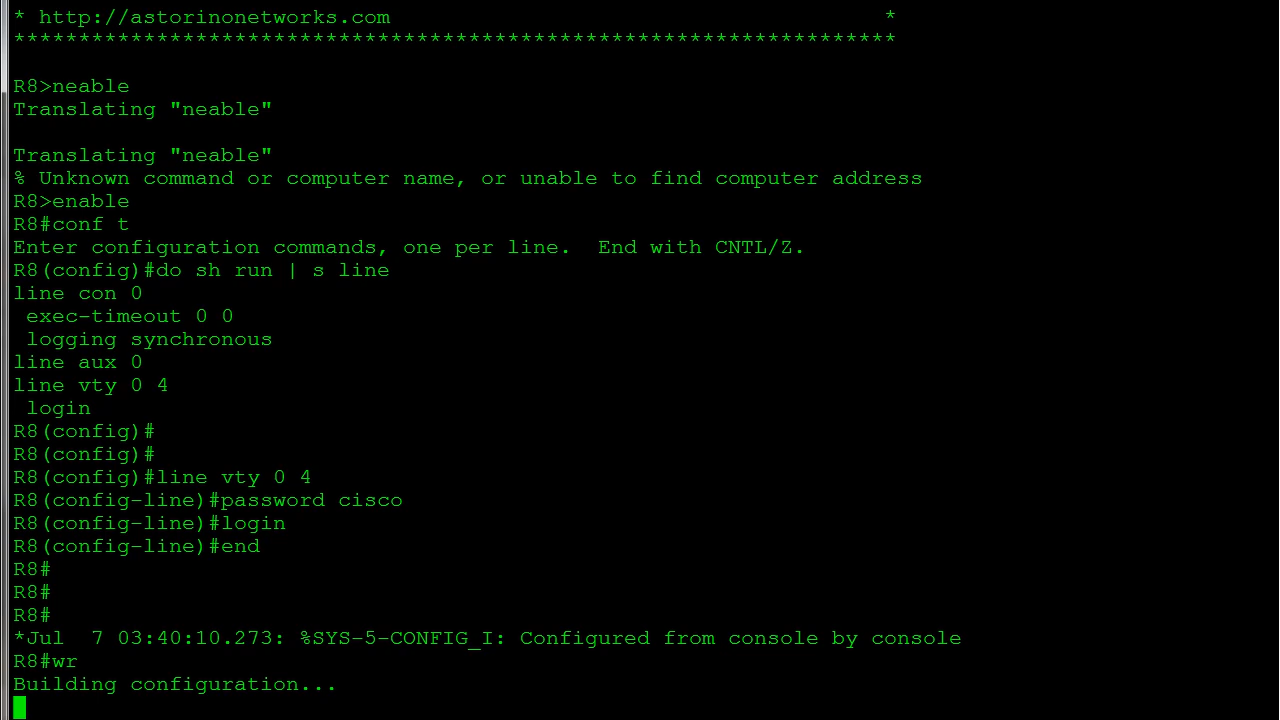 * http://astorinonetworks.com                                      *
********************************************************************
R8>neable
Translating "neable"
Translating "neable"
% Unknown command or computer name, or unable to find computer address
R8>enable
R8#conf t
Enter configuration commands, one per line.  End with CNTL/Z.
R8(config)#do sh run | s line
line con 0
 exec-timeout 0 0
 logging synchronous
line aux 0
line vty 0 4
 login
R8(config)#
R8(config)#
R8(config)#line vty 0 4
R8(config-line)#password cisco
R8(config-line)#login
R8(config-line)#end
R8#
R8#
R8#
*Jul  7 03:40:10.273: %SYS-5-CONFIG_I: Configured from console by console
R8#wr
Building configuration...